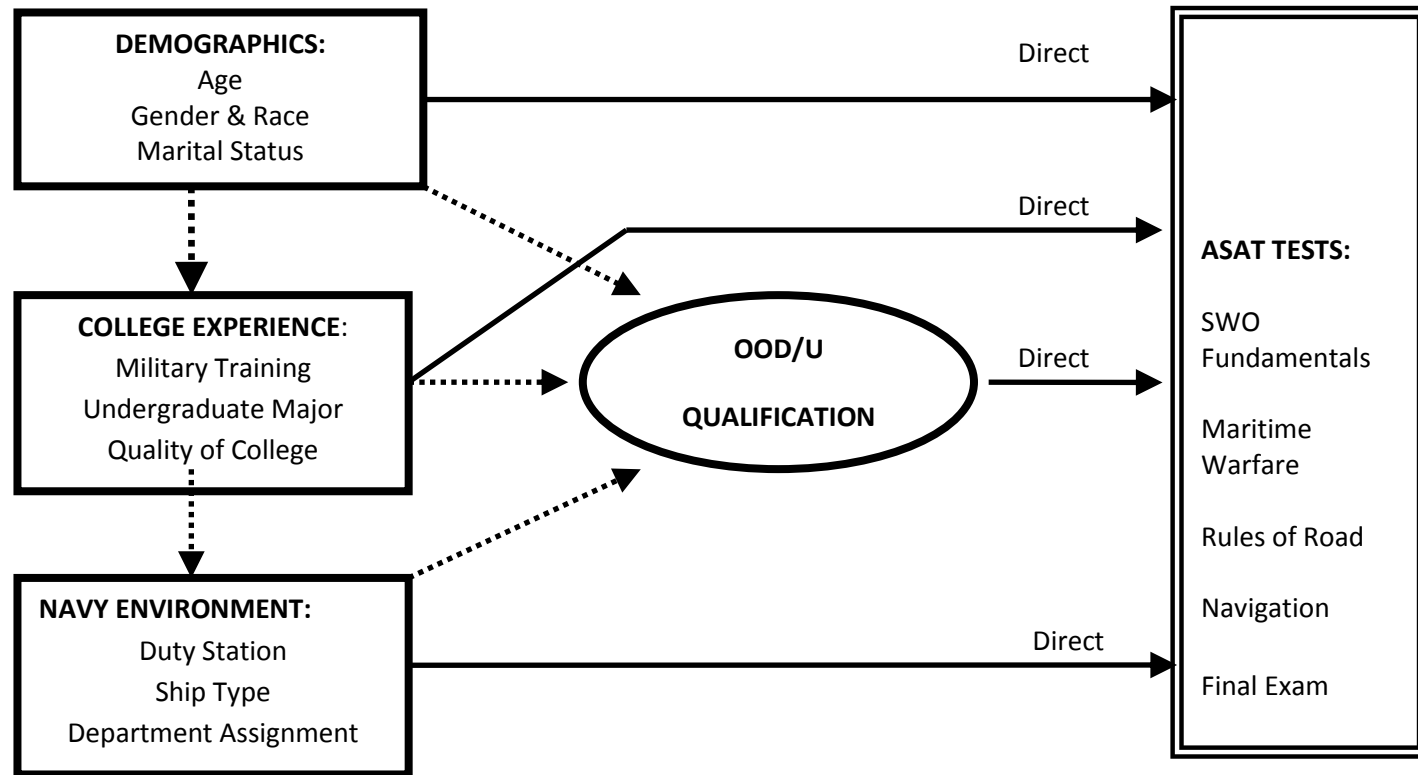 DEMOGRAPHICS:
Age
Gender & Race
Marital Status
Direct
COLLEGE EXPERIENCE:
Military Training
Undergraduate Major
Quality of College
Direct
OOD/U
QUALIFICATION
Direct
NAVY ENVIRONMENT:
Duty Station
Ship Type
Department Assignment
Direct
ASAT TESTS:
SWO
Fundamentals
Maritime
Warfare
Rules of Road
Navigation
Final Exam